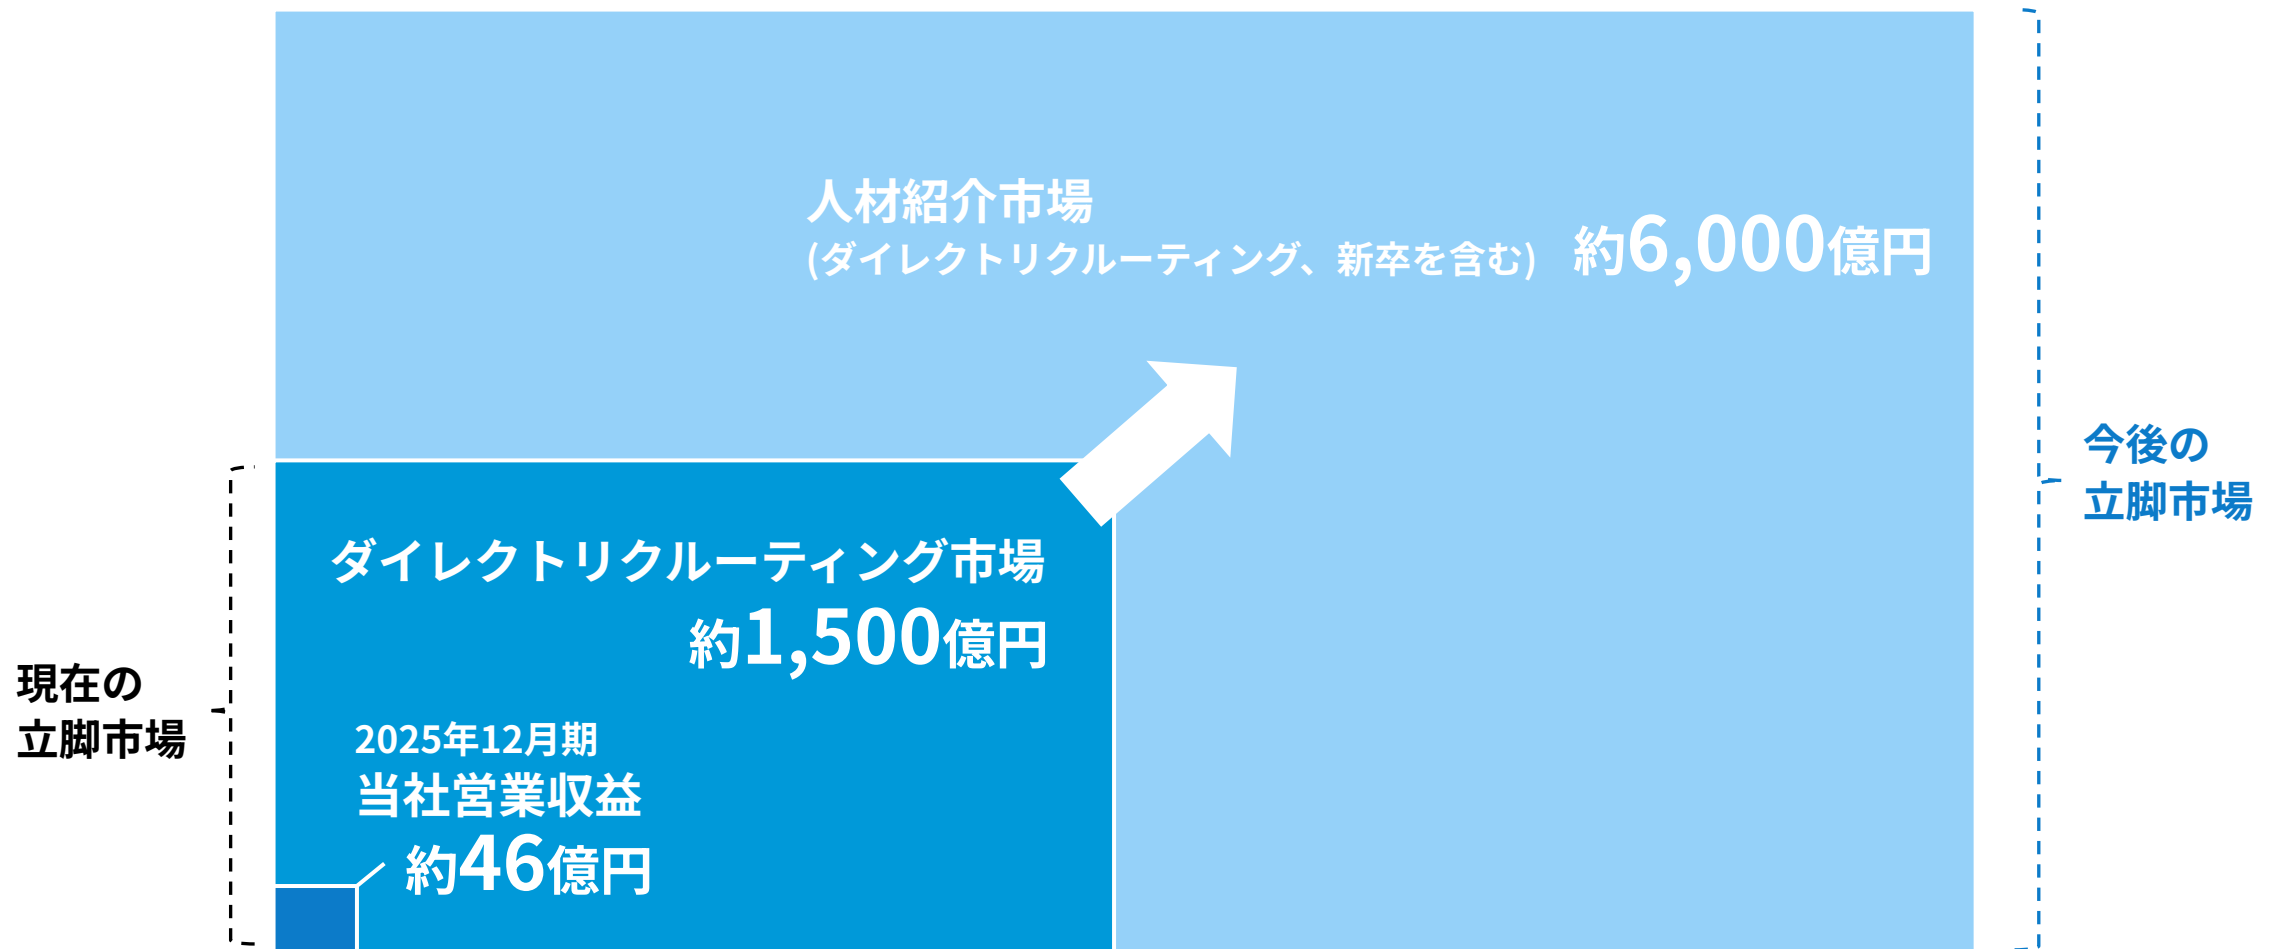 人材紹介市場
(ダイレクトリクルーティング、新卒を含む) 約6,000億円
今後の
立脚市場
ダイレクトリクルーティング市場
約1,500億円
現在の
立脚市場
2025年12月期
当社営業収益
約46億円